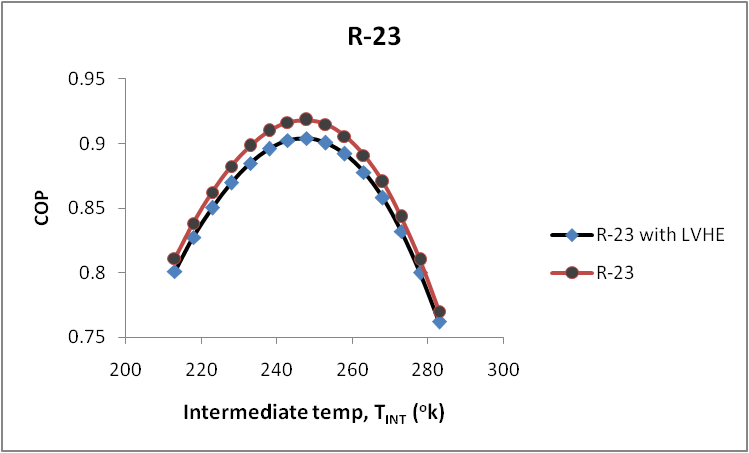 R-23
0.95
0.9
0.85
0.8
0.75
COP
200 220 240 260 280 300
Intermediate temp, TINT (ok)
R-23 with LVHE
R-23